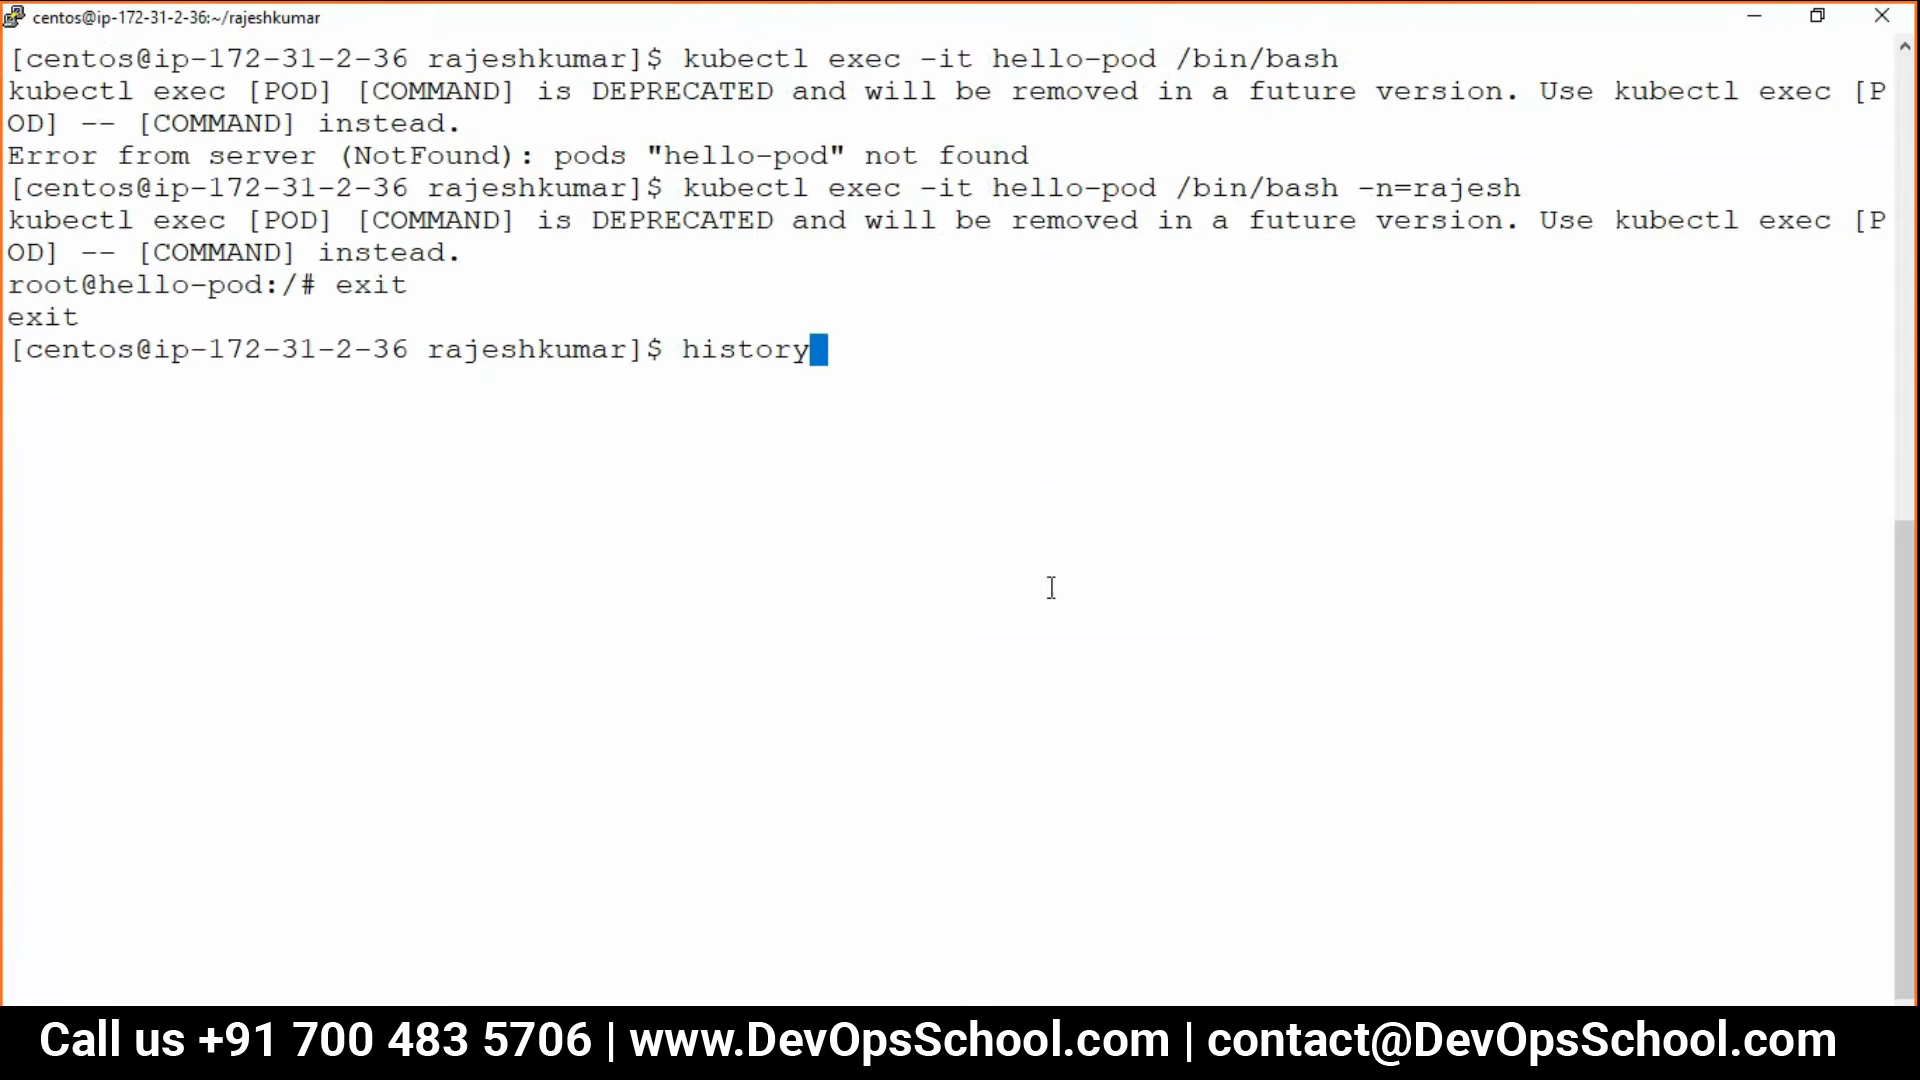 centos@ip-172-31-2-36:~/rajeshkumar
[centos@ip-172-31-2-36 rajeshkumar]$ kubectl exec -it hello-pod /bin/bash
kubectl exec [POD] [COMMAND] is DEPRECATED and will be removed in a future version. Use kubectl exec [P
OD] -- [COMMAND] instead.
Error from server (NotFound): pods "hello-pod" not found
[centos@ip-172-31-2-36 rajeshkumar]$ kubectl exec -it hello-pod /bin/bash -n=rajesh
kubectl exec [POD] [COMMAND] is DEPRECATED and will be removed in a future version. Use kubectl exec [P
OD] -- [COMMAND] instead.
root@hello-pod:/# exit
exit
[centos@ip-172-31-2-36 rajeshkumar]$ history
Call us +91 700 483 5706 | www.DevOpsSchool.com | contact@DevOpsSchool.com